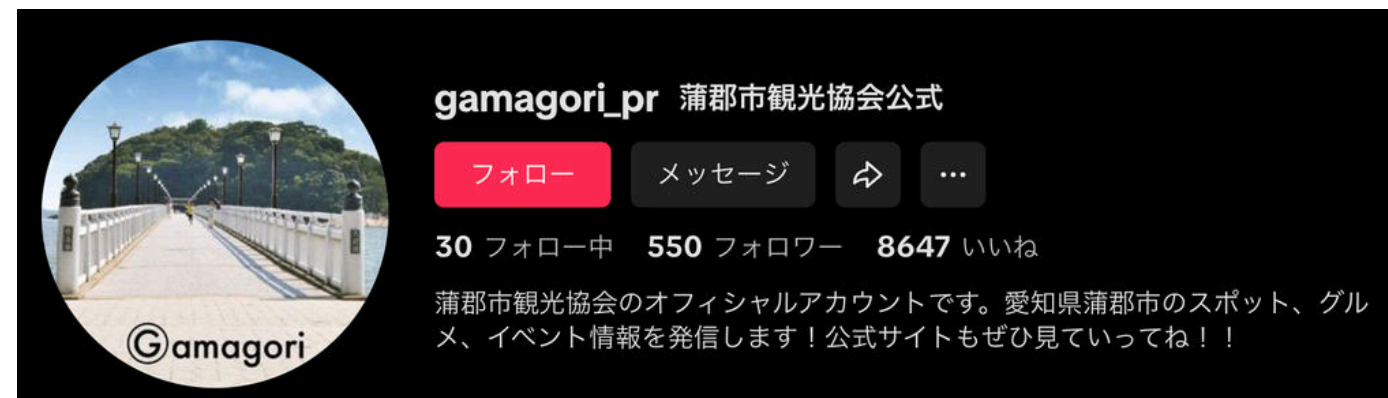 gamagori_pr 蒲郡市観光協会公式
フォロー メッセージ
30 フォロー中 550 フォロワー 8647 いいね
蒲郡市観光協会のオフィシャルアカウントです。愛知県蒲郡市のスポット、グル
メ、イベント情報を発信します！公式サイトもぜひ見ていってね！！
Gamagori